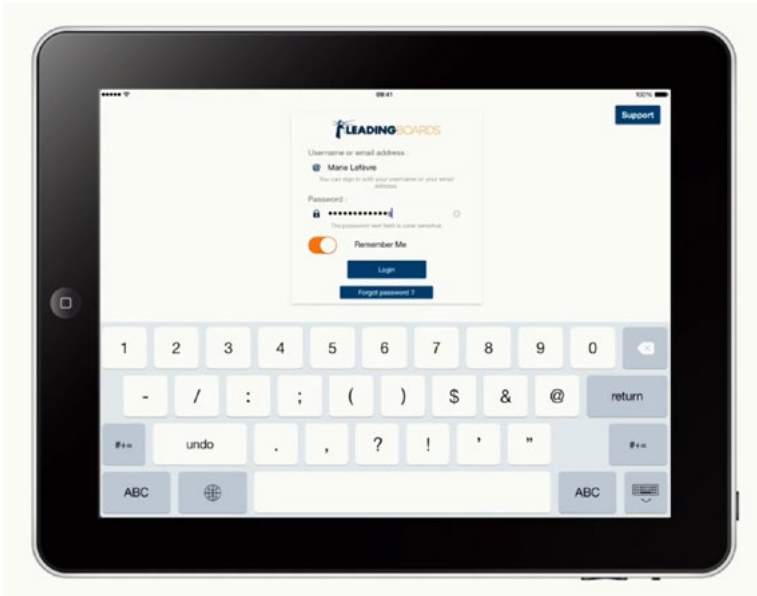 09:41
100%
Support
LEADINGBOARDS
Username or email address :
Marie Lefèvre
You can sign in with your username or your email
address.
Password :
••••••••••••s
The password text field is case sensitive.
Remember Me
Login
Forgot password ?
1 2 3 4 5 6 7 8 9 0
- / : ; ( ) $ & @ return
#+= undo . , ? ! ' " #+=
ABC ABC